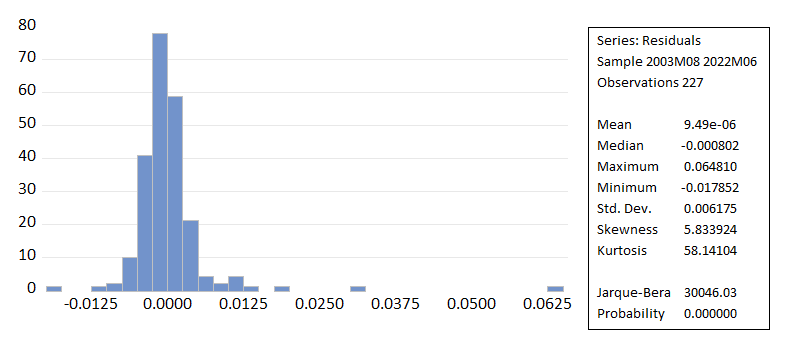 80
70
60
50
40
30
20
10
0
-0.0125 0.0000 0.0125 0.0250 0.0375 0.0500 0.0625
Series: Residuals
Sample 2003M08 2022M06
Observations 227
Mean 9.49e-06
Median -0.000802
Maximum 0.064810
Minimum -0.017852
Std. Dev. 0.006175
Skewness 5.833924
Kurtosis 58.14104
Jarque-Bera 30046.03
Probability 0.000000